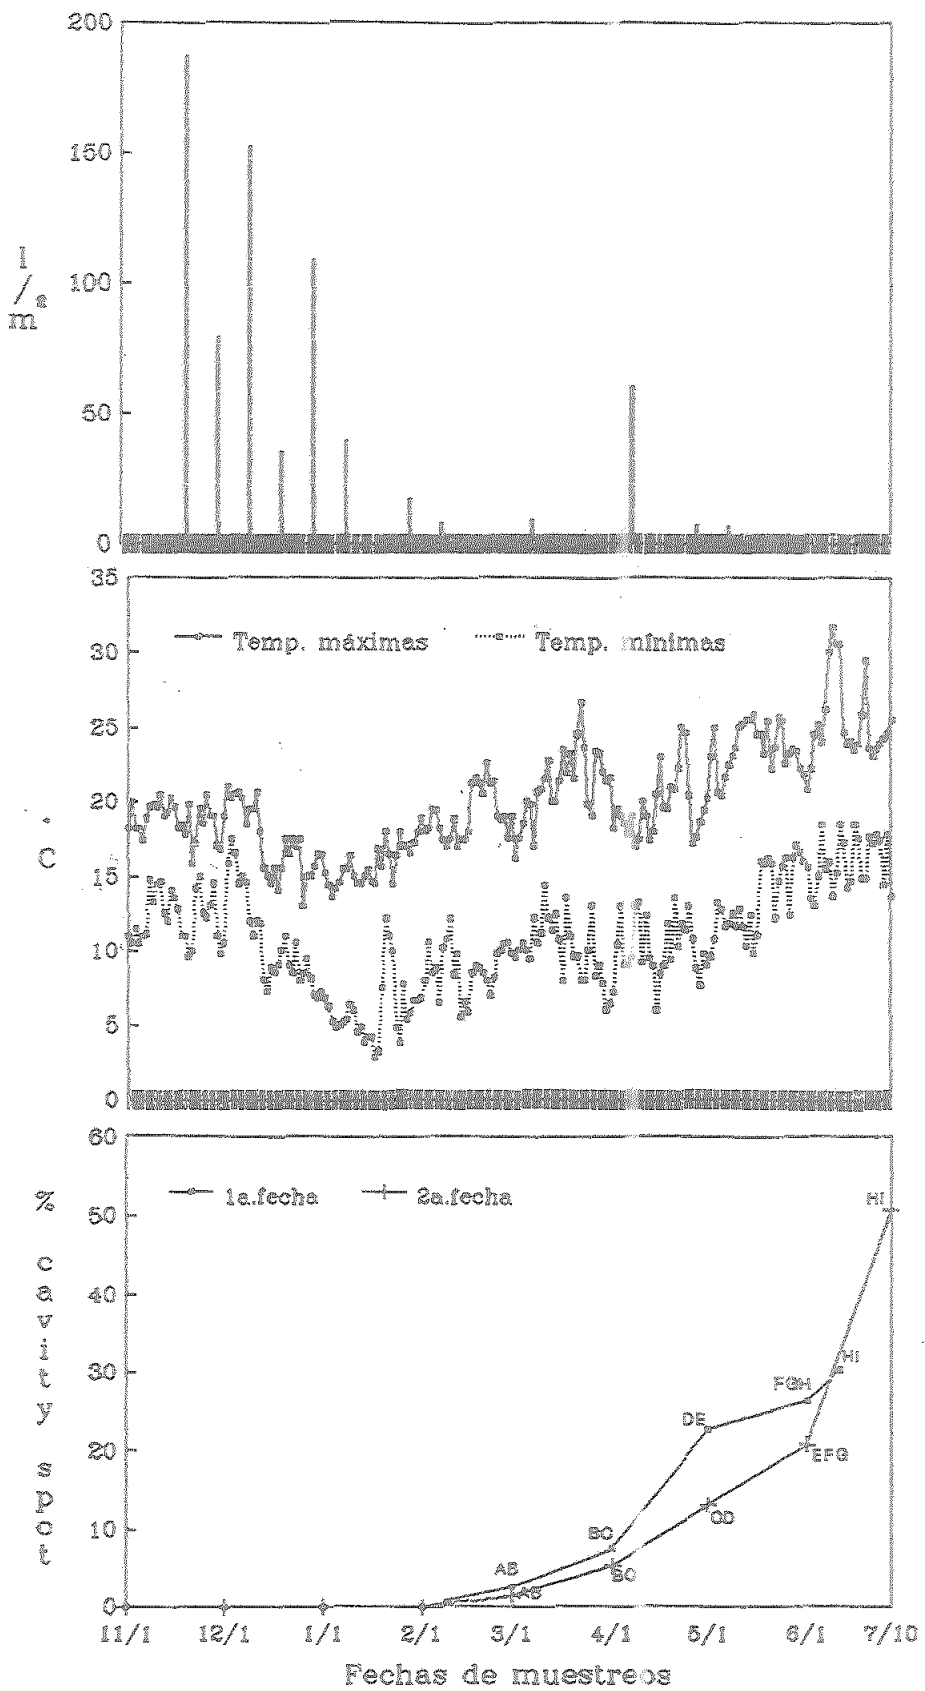 200
150
100
50
0
l
/
m²
35
30
25
20
15
10
5
0
°
C
Temp. máximas Temp. mínimas
60
50
40
30
20
10
0
% cavity spot
1a.fecha 2a.fecha
HI
HI
FGH
DE
EFG
CD
BC
BC
AB
AB
11/1 12/1 1/1 2/1 3/1 4/1 5/1 6/1 7/10
Fechas de muestreos